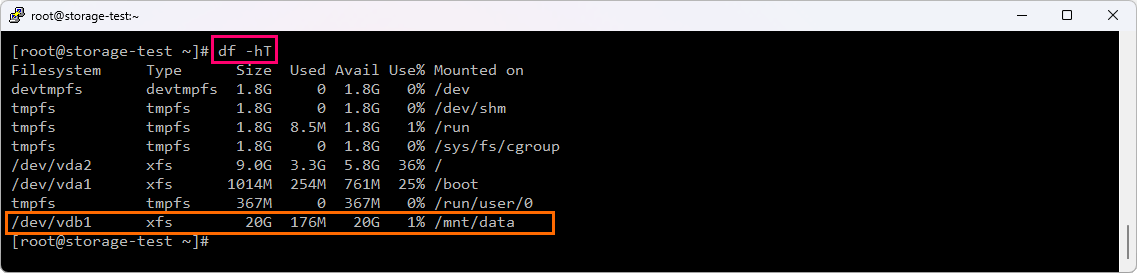 root@storage-test:~
[root@storage-test ~]# df -hT
Filesystem     Type      Size  Used Avail Use% Mounted on
devtmpfs       devtmpfs  1.8G     0  1.8G   0% /dev
tmpfs          tmpfs     1.8G     0  1.8G   0% /dev/shm
tmpfs          tmpfs     1.8G  8.5M  1.8G   1% /run
tmpfs          tmpfs     1.8G     0  1.8G   0% /sys/fs/cgroup
/dev/vda2      xfs       9.0G  3.3G  5.8G  36% /
/dev/vda1      xfs      1014M  254M  761M  25% /boot
tmpfs          tmpfs     367M     0  367M   0% /run/user/0
/dev/vdb1      xfs        20G  176M   20G   1% /mnt/data
[root@storage-test ~]#